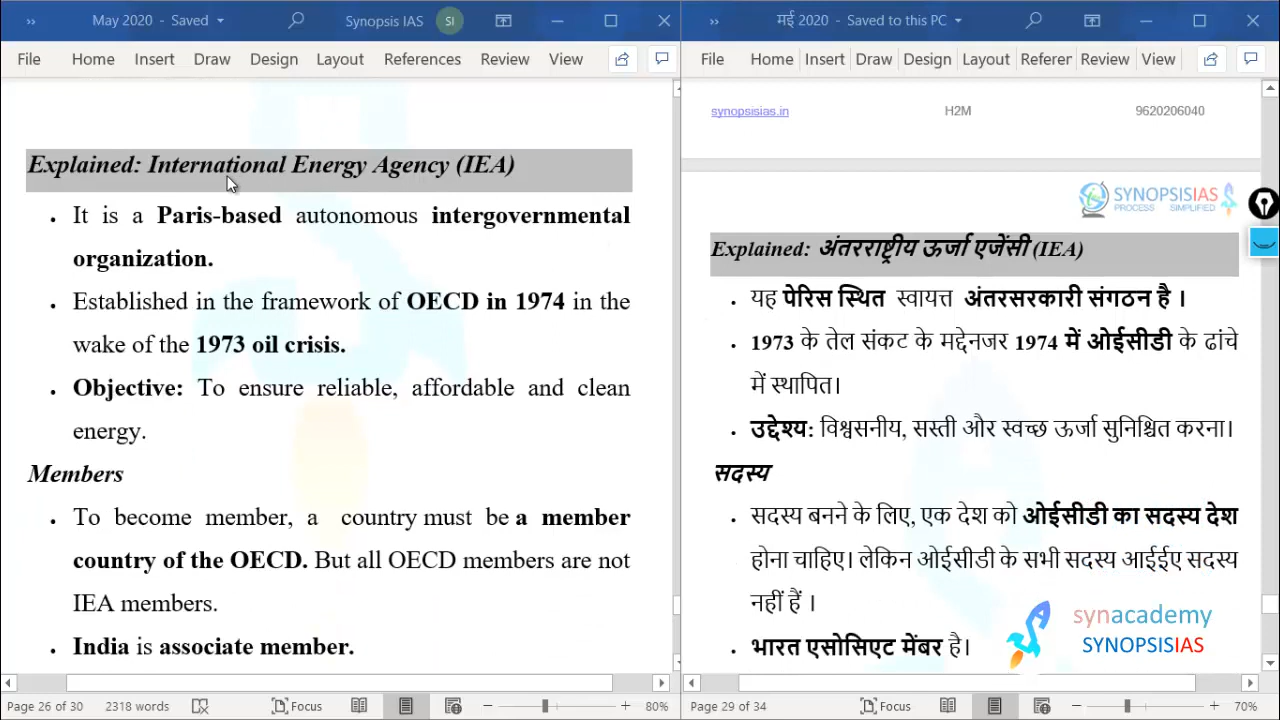 May 2020 - Saved
Synopsis IAS
SI
File Home Insert Draw Design Layout References Review View
Explained: International Energy Agency (IEA)
• It is a Paris-based autonomous intergovernmental
organization.
• Established in the framework of OECD in 1974 in the
wake of the 1973 oil crisis.
• Objective: To ensure reliable, affordable and clean
energy.
Members
• To become member, a country must be a member
country of the OECD. But all OECD members are not
IEA members.
• India is associate member.
Page 26 of 30 2318 words Focus 80%
मई 2020 - Saved to this PC
File Home Insert Draw Design Layout Referer Review View
synopsisias.in H2M 9620206040
SYNOPSISIAS
PROCESS SIMPLIFIED
Explained: अंतरराष्ट्रीय ऊर्जा एजेंसी (IEA)
• यह पेरिस स्थित स्वायत्त अंतरसरकारी संगठन है ।
• 1973 के तेल संकट के मद्देनजर 1974 में ओईसीडी के ढांचे
में स्थापित।
• उद्देश्य: विश्वसनीय, सस्ती और स्वच्छ ऊर्जा सुनिश्चित करना।
सदस्य
• सदस्य बनने के लिए, एक देश को ओईसीडी का सदस्य देश
होना चाहिए। लेकिन ओईसीडी के सभी सदस्य आईईए सदस्य
नहीं हैं ।
• भारत एसोसिएट मेंबर है।
synacademy
SYNOPSISIAS
Page 29 of 34 Focus 70%